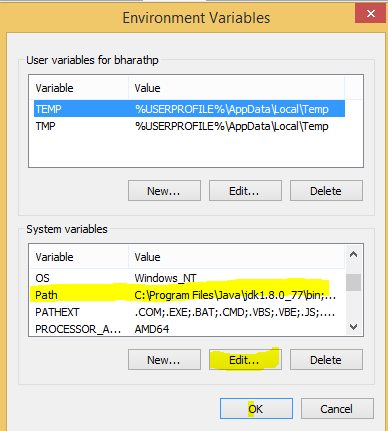 Environment Variables
User variables for bharathp
Variable Value
TEMP %USERPROFILE%\AppData\Local\Temp
TMP %USERPROFILE%\AppData\Local\Temp
New... Edit... Delete
System variables
Variable Value
OS Windows_NT
Path C:\Program Files\Java\jdk1.8.0_77\bin;...
PATHEXT .COM;.EXE;.BAT;.CMD;.VBS;.VBE;.JS;....
PROCESSOR_A... AMD64
New... Edit... Delete
OK Cancel